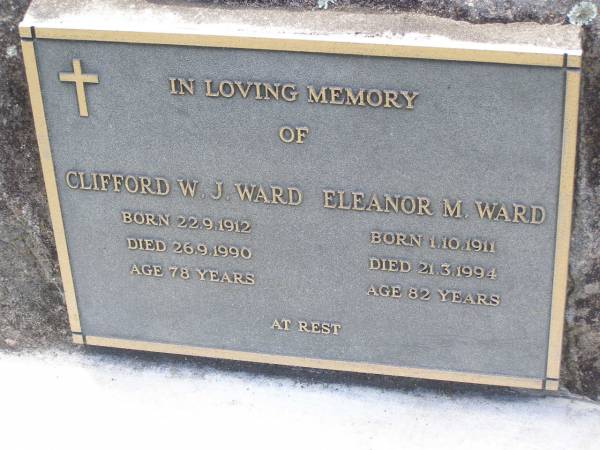 IN LOVING MEMORY
OF
CLIFFORD W. J. WARD
BORN 22.9.1912
DIED 26.9.1990
AGE 78 YEARS
ELEANOR M. WARD
BORN 1.10.1911
DIED 21.3.1994
AGE 82 YEARS
AT REST